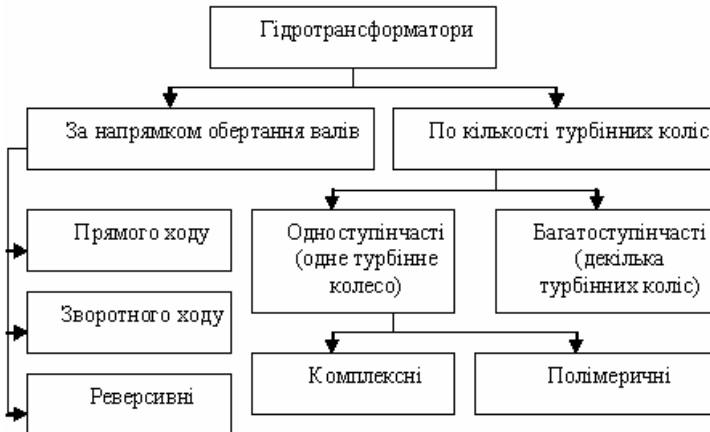 Гідротрансформатори
За напрямком обертання валів
По кількості турбінних коліс
Прямого ходу
Одноступінчасті
(одне турбінне
колесо)
Багатоступінчасті
(декілька
турбінних коліс)
Зворотного ходу
Комплексні
Полімеричні
Реверсивні